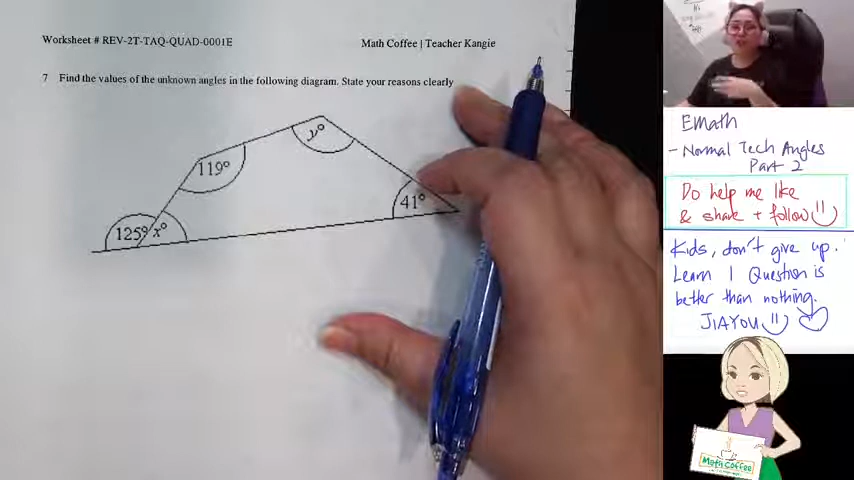 Worksheet # REV-2T-TAQ-QUAD-0001E
Math Coffee | Teacher Kangie
7 Find the values of the unknown angles in the following diagram. State your reasons clearly
y°
119°
41°
125° x°
EMath
- Normal Tech Angles
Part 2
Do help me like
& share + follow
Kids, don't give up.
Learn 1 Question is
better than nothing.
JIAYOU
Math Coffee